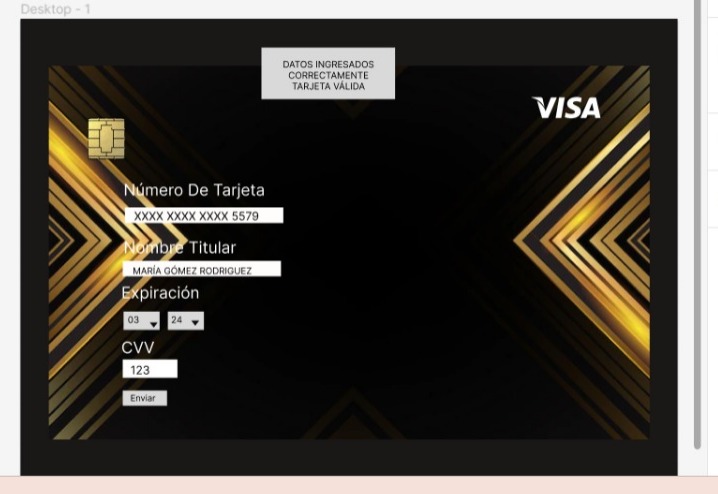 Desktop - 1
DATOS INGRESADOS
CORRECTAMENTE
TARJETA VÁLIDA
VISA
Número De Tarjeta
XXXX XXXX XXXX 5579
Nombre Titular
MARÍA GÓMEZ RODRIGUEZ
Expiración
03 24
CVV
123
Enviar